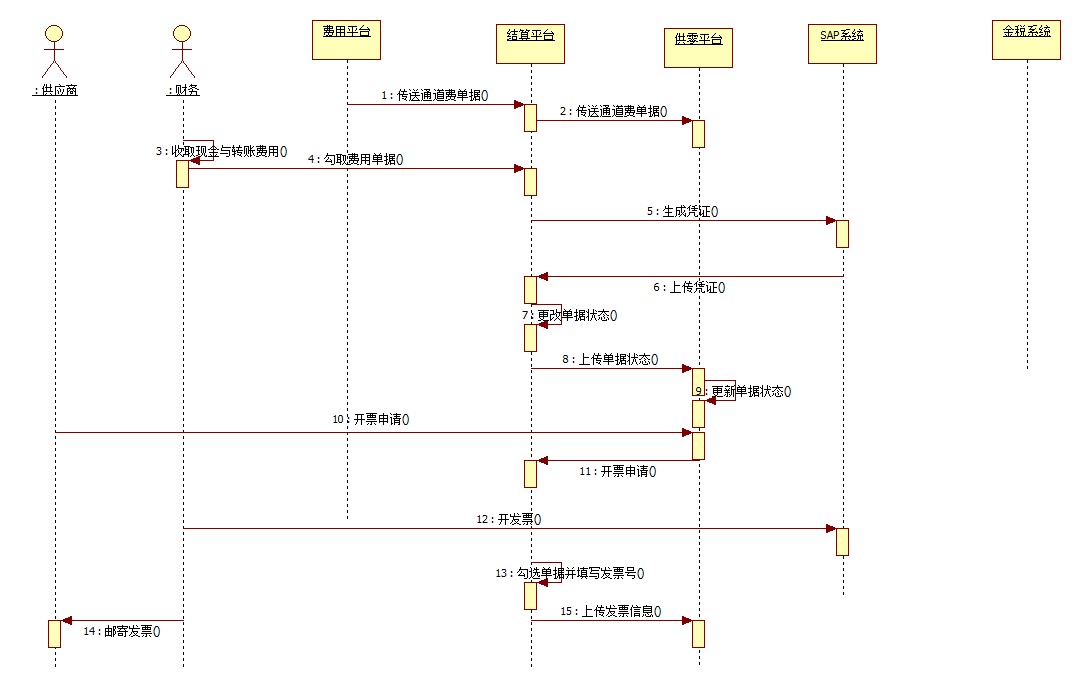 费用平台
结算平台
供零平台
SAP系统
金税系统
: 供应商
: 财务
1 : 传送通道费单据()
2 : 传送通道费单据()
3 : 收取现金与转账费用()
4 : 勾取费用单据()
5 : 生成凭证()
6 : 上传凭证()
7 : 更改单据状态()
8 : 上传单据状态()
9 : 更新单据状态()
10 : 开票申请()
11 : 开票申请()
12 : 开发票()
13 : 勾选单据并填写发票号()
15 : 上传发票信息()
14 : 邮寄发票()